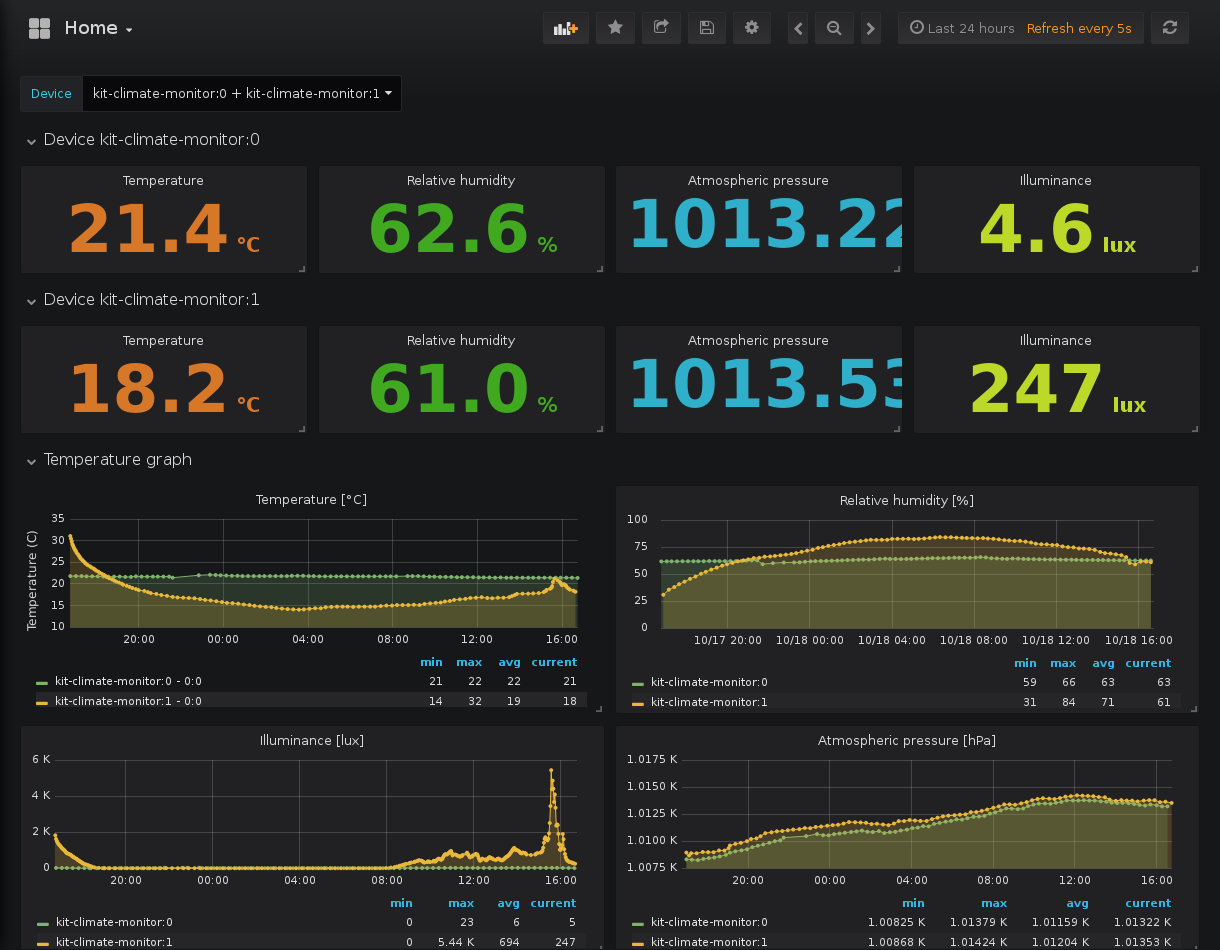 Home
Last 24 hours Refresh every 5s
Device kit-climate-monitor:0 + kit-climate-monitor:1
Device kit-climate-monitor:0
Temperature Relative humidity Atmospheric pressure Illuminance
21.4 °C 62.6 % 1013.22 4.6 lux
Device kit-climate-monitor:1
Temperature Relative humidity Atmospheric pressure Illuminance
18.2 °C 61.0 % 1013.53 247 lux
Temperature graph
Temperature [°C]
Temperature (C)
35
30
25
20
15
10
20:00 00:00 04:00 08:00 12:00 16:00
min max avg current
kit-climate-monitor:0 - 0:0 21 22 22 21
kit-climate-monitor:1 - 0:0 14 32 19 18
Relative humidity [%]
100
75
50
25
0
10/17 20:00 10/18 00:00 10/18 04:00 10/18 08:00 10/18 12:00 10/18 16:00
min max avg current
kit-climate-monitor:0 59 66 63 63
kit-climate-monitor:1 31 84 71 61
Illuminance [lux]
6 K
4 K
2 K
0
20:00 00:00 04:00 08:00 12:00 16:00
min max avg current
kit-climate-monitor:0 0 23 6 5
kit-climate-monitor:1 0 5.44 K 694 247
Atmospheric pressure [hPa]
1.0175 K
1.0150 K
1.0125 K
1.0100 K
1.0075 K
20:00 00:00 04:00 08:00 12:00 16:00
min max avg current
kit-climate-monitor:0 1.00825 K 1.01379 K 1.01159 K 1.01322 K
kit-climate-monitor:1 1.00868 K 1.01424 K 1.01204 K 1.01353 K